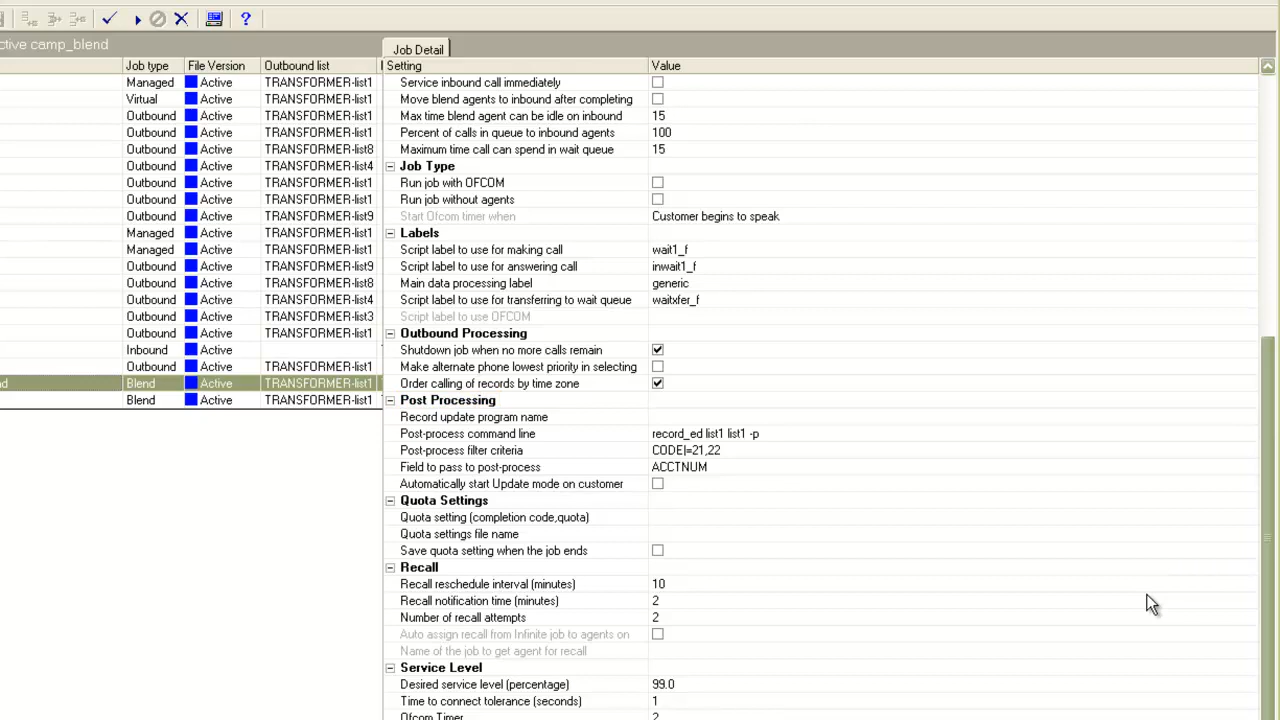 ?
ctive camp_blend
Job Detail
Job type File Version Outbound list
Managed Active TRANSFORMER-list1
Virtual Active TRANSFORMER-list1
Outbound Active TRANSFORMER-list1
Outbound Active TRANSFORMER-list1
Outbound Active TRANSFORMER-list8
Outbound Active TRANSFORMER-list4
Outbound Active TRANSFORMER-list1
Outbound Active TRANSFORMER-list1
Outbound Active TRANSFORMER-list9
Managed Active TRANSFORMER-list1
Managed Active TRANSFORMER-list1
Outbound Active TRANSFORMER-list9
Outbound Active TRANSFORMER-list8
Outbound Active TRANSFORMER-list4
Outbound Active TRANSFORMER-list3
Outbound Active TRANSFORMER-list1
Inbound Active
Outbound Active TRANSFORMER-list1
nd Blend Active TRANSFORMER-list1
Blend Active TRANSFORMER-list1
Setting Value
Service inbound call immediately
Move blend agents to inbound after completing
Max time blend agent can be idle on inbound 15
Percent of calls in queue to inbound agents 100
Maximum time call can spend in wait queue 15
Job Type
Run job with OFCOM
Run job without agents
Start Ofcom timer when Customer begins to speak
Labels
Script label to use for making call wait1_f
Script label to use for answering call inwait1_f
Main data processing label generic
Script label to use for transferring to wait queue waitxfer_f
Script label to use OFCOM
Outbound Processing
Shutdown job when no more calls remain
Make alternate phone lowest priority in selecting
Order calling of records by time zone
Post Processing
Record update program name
Post-process command line record_ed list1 list1 -p
Post-process filter criteria CODE|=21,22
Field to pass to post-process ACCTNUM
Automatically start Update mode on customer
Quota Settings
Quota setting (completion code,quota)
Quota settings file name
Save quota setting when the job ends
Recall
Recall reschedule interval (minutes) 10
Recall notification time (minutes) 2
Number of recall attempts 2
Auto assign recall from Infinite job to agents on
Name of the job to get agent for recall
Service Level
Desired service level (percentage) 99.0
Time to connect tolerance (seconds) 1
Ofcom Timer 2